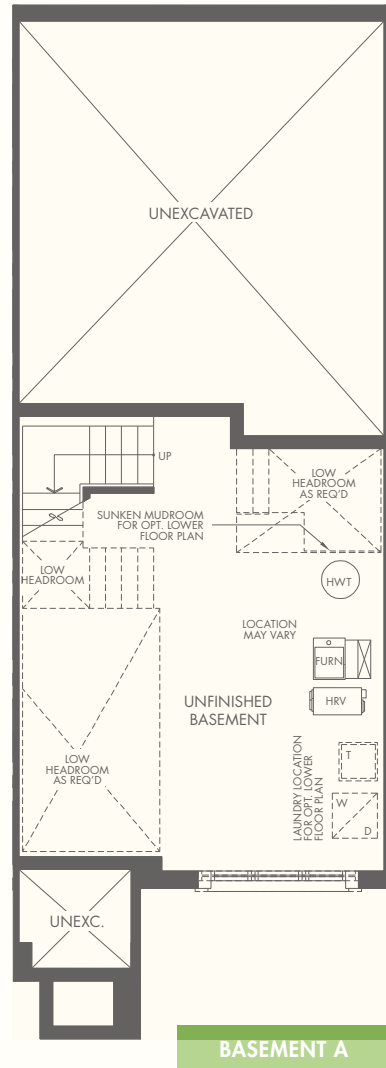 UNEXCAVATED
UP
LOW
HEADROOM
AS REQ'D
SUNKEN MUDROOM
FOR OPT. LOWER
FLOOR PLAN
LOW
HEADROOM
HWT
LOCATION
MAY VARY
FURN.
HRV
UNFINISHED
BASEMENT
LOW
HEADROOM
AS REQ'D
LAUNDRY LOCATION
FOR OPT. LOWER
FLOOR PLAN
T
W
D
UNEXC.
BASEMENT A